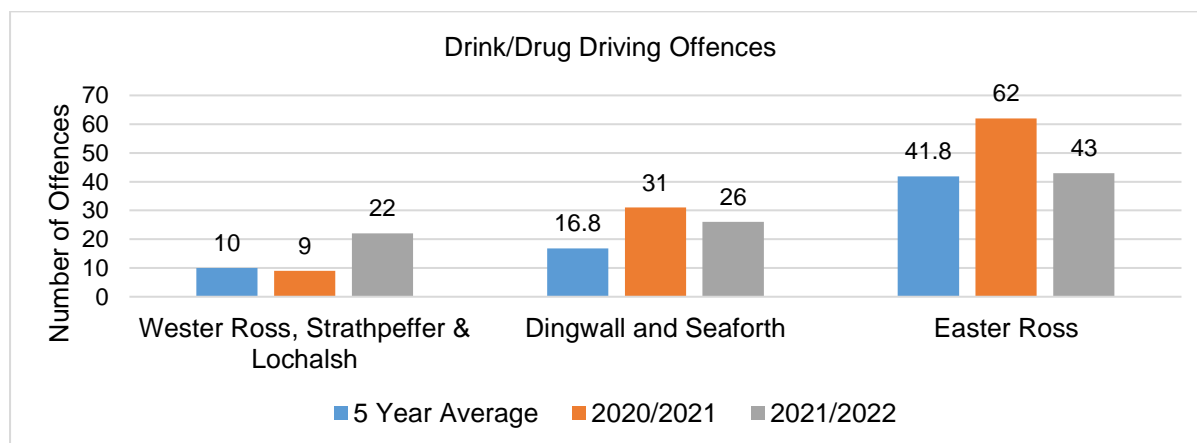 Drink/Drug Driving Offences
Number of Offences
70
60
50
40
30
20
10
0
10
9
22
16.8
31
26
41.8
62
43
Wester Ross, Strathpeffer &
Lochalsh
Dingwall and Seaforth
Easter Ross
5 Year Average
2020/2021
2021/2022